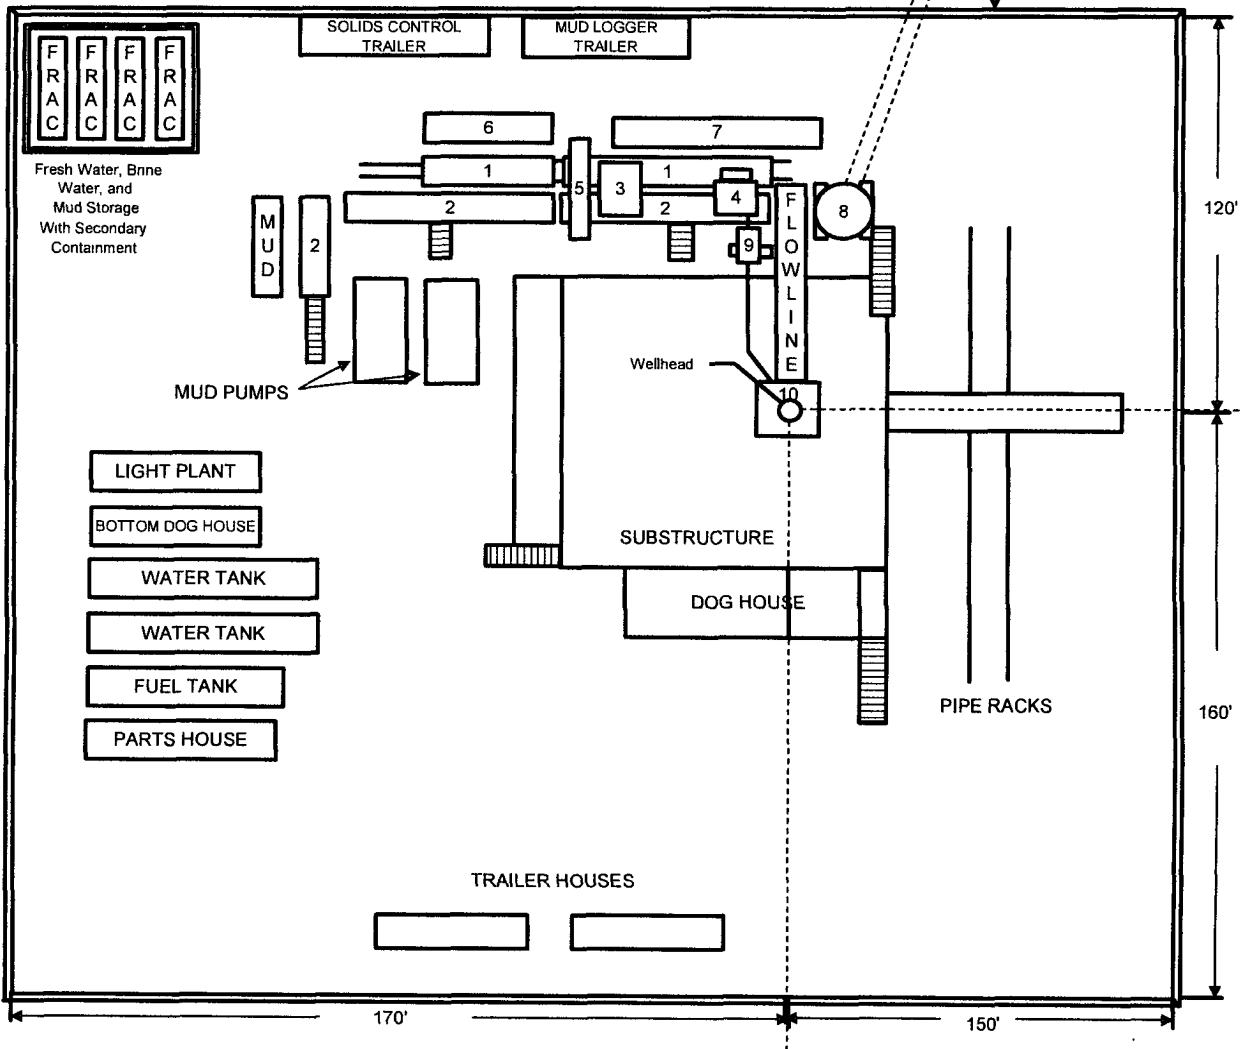 SOLIDS CONTROL
TRAILER
MUD LOGGER
TRAILER
FRAC
FRAC
FRAC
FRAC
Fresh Water, Brine
Water, and
Mud Storage
With Secondary
Containment
6
7
1
1
5
3
4
2
2
8
9
MUD
2
FLOWLINE
120'
Wellhead
10
MUD PUMPS
LIGHT PLANT
BOTTOM DOG HOUSE
WATER TANK
WATER TANK
FUEL TANK
PARTS HOUSE
SUBSTRUCTURE
DOG HOUSE
PIPE RACKS
160'
TRAILER HOUSES
170'
150'